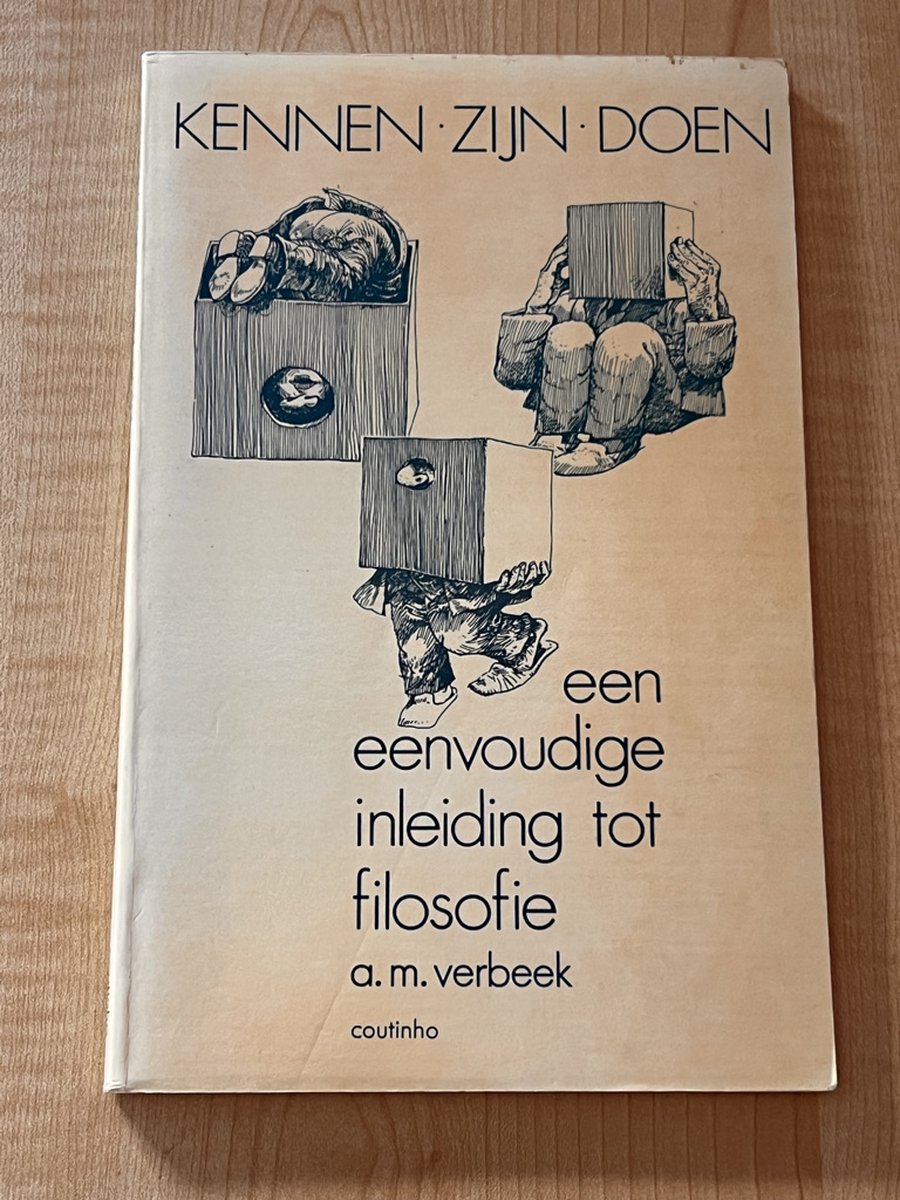 KENNEN · ZIJN · DOEN
een
eenvoudige
inleiding tot
filosofie
a. m. verbeek
coutinho